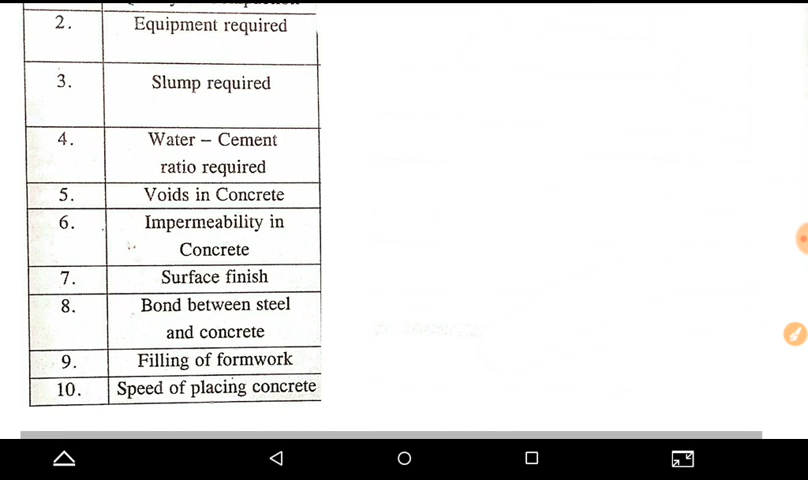 2. Equipment required
3. Slump required
4. Water – Cement
ratio required
5. Voids in Concrete
6. Impermeability in
Concrete
7. Surface finish
8. Bond between steel
and concrete
9. Filling of formwork
10. Speed of placing concrete